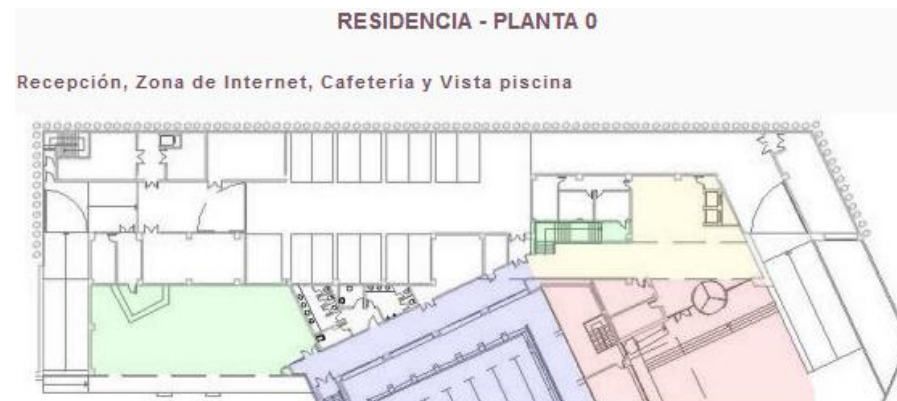 RESIDENCIA - PLANTA 0
Recepción, Zona de Internet, Cafetería y Vista piscina